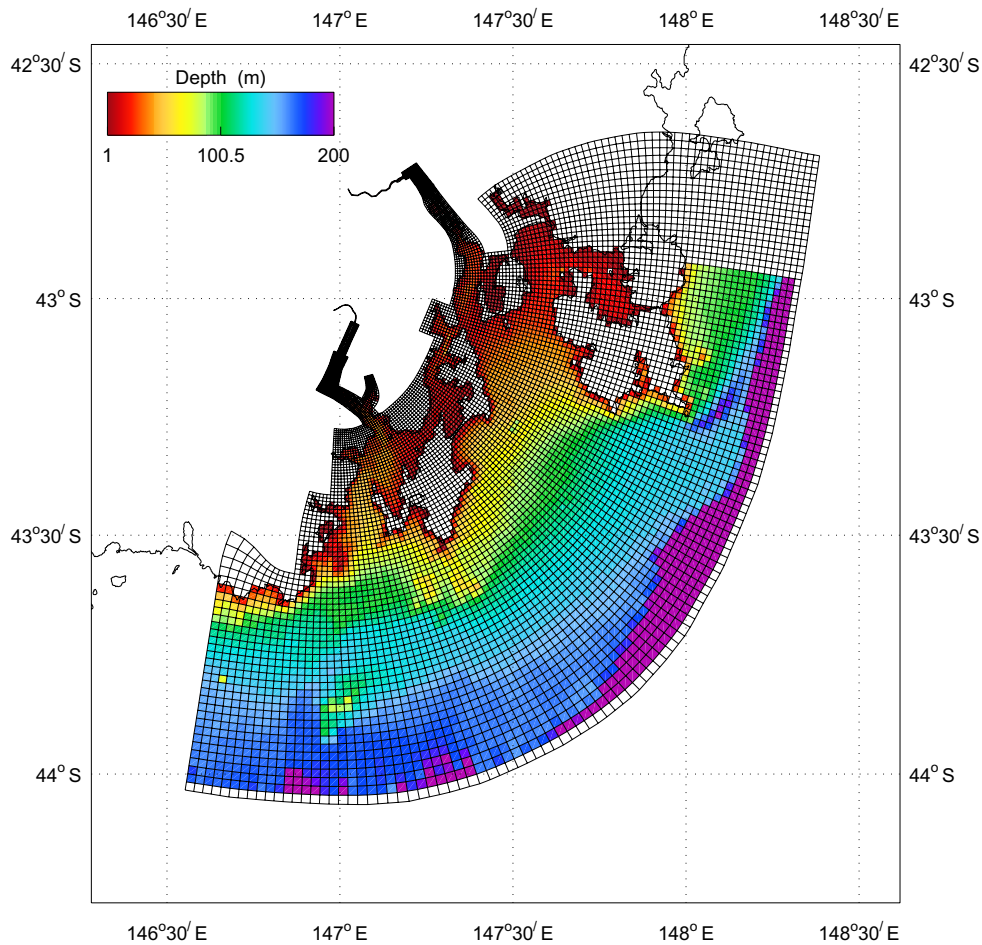 146°30′ E 147° E 147°30′ E 148° E 148°30′ E
42°30′ S 42°30′ S
Depth (m)
1 100.5 200
43° S 43° S
43°30′ S 43°30′ S
44° S 44° S
146°30′ E 147° E 147°30′ E 148° E 148°30′ E